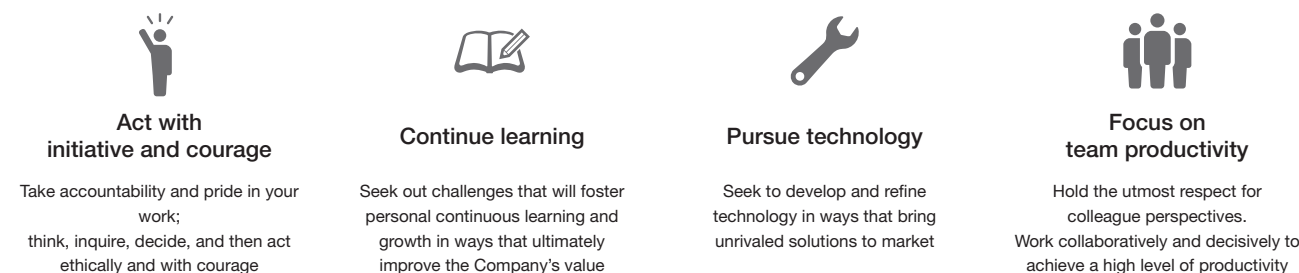 Act with
initiative and courage
Take accountability and pride in your
work;
think, inquire, decide, and then act
ethically and with courage
Continue learning
Seek out challenges that will foster
personal continuous learning and
growth in ways that ultimately
improve the Company's value
Pursue technology
Seek to develop and refine
technology in ways that bring
unrivaled solutions to market
Focus on
team productivity
Hold the utmost respect for
colleague perspectives.
Work collaboratively and decisively to
achieve a high level of productivity